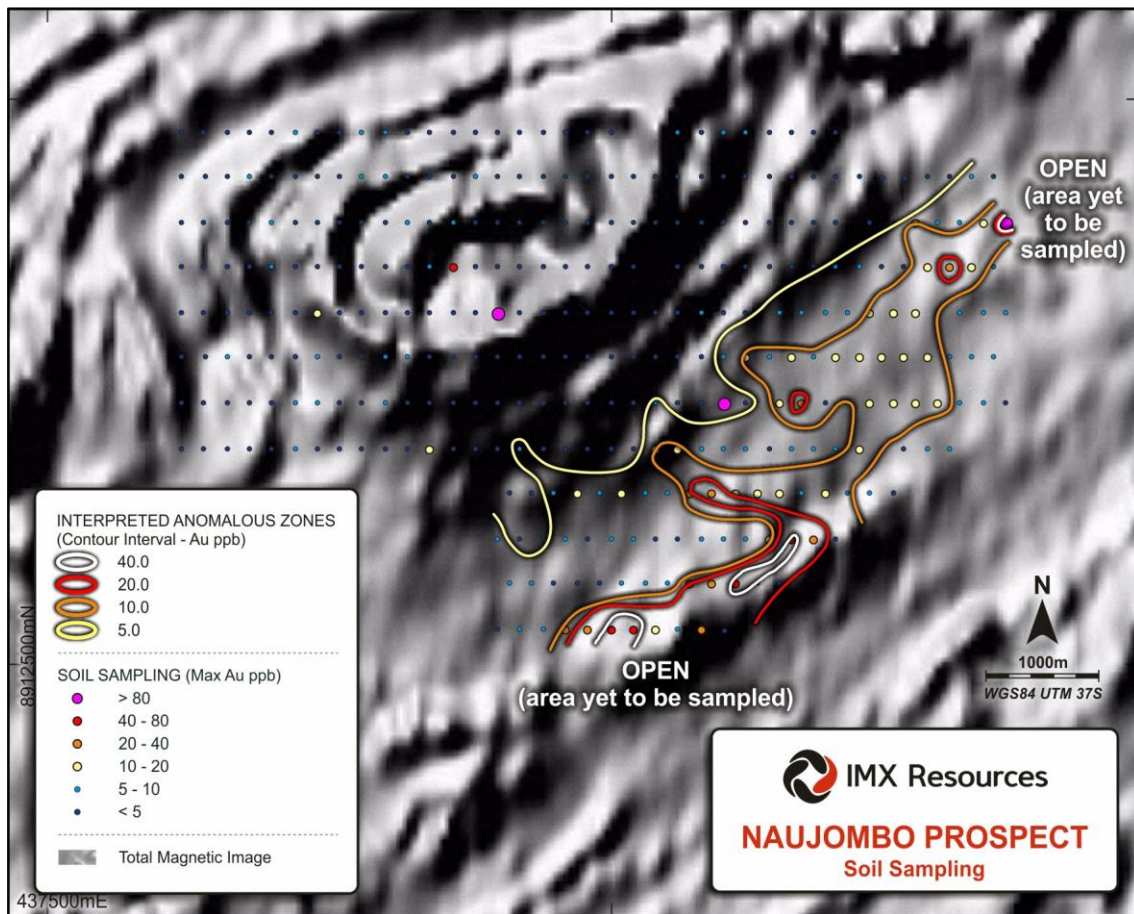 OPEN
(area yet
to be
sampled)
INTERPRETED ANOMALOUS ZONES
(Contour Interval - Au ppb)
40.0
20.0
10.0
5.0
SOIL SAMPLING (Max Au ppb)
> 80
40 - 80
20 - 40
10 - 20
5 - 10
< 5
Total Magnetic Image
8912500mN
437500mE
OPEN
(area yet to be sampled)
N
1000m
WGS84 UTM 37S
IMX Resources
NAUJOMBO PROSPECT
Soil Sampling